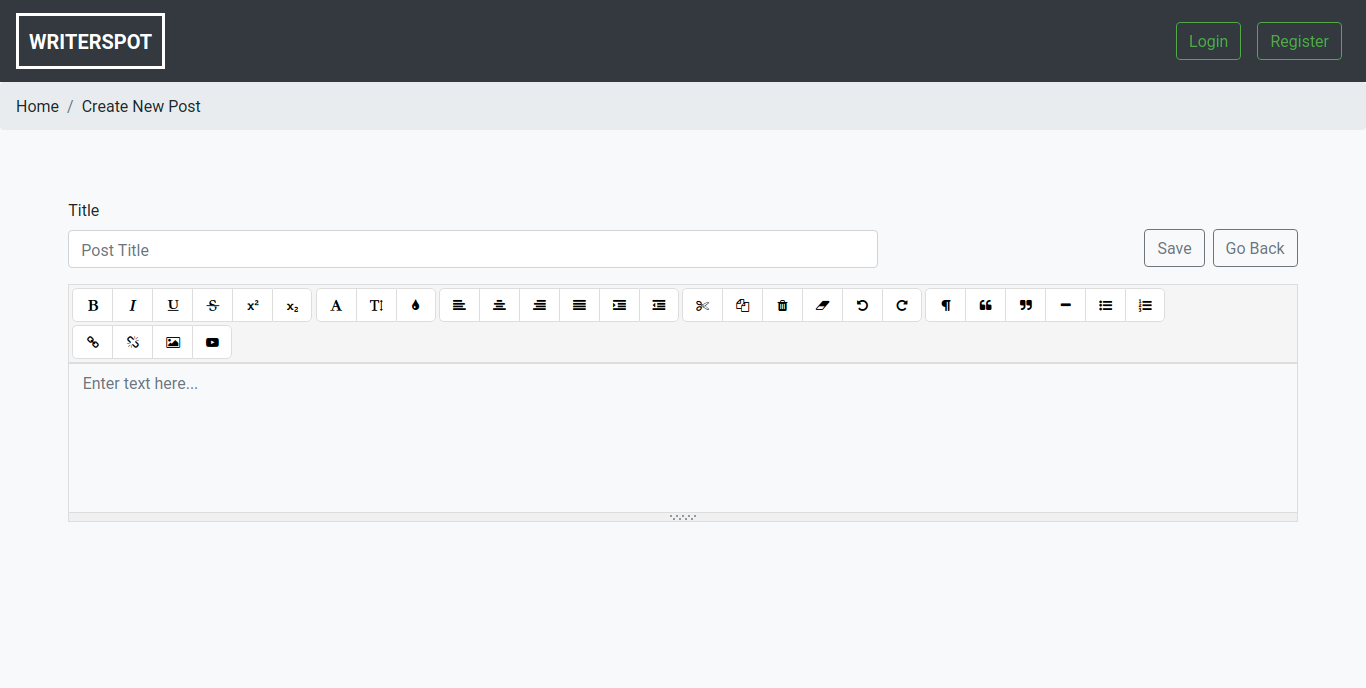 WRITERSPOT
Login
Register
Home / Create New Post
Title
Post Title
Save
Go Back
B I U S x² x₂ A T ¶
Enter text here...